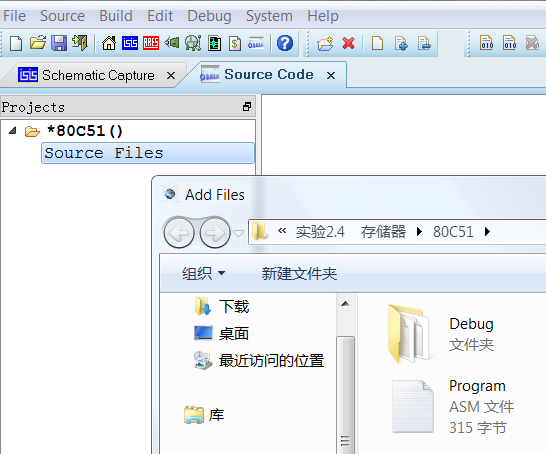 File Source Build Edit Debug System Help
Schematic Capture
Source Code
Projects
*80C51()
Source Files
Add Files
« 实验2.4 存储器 80C51
组织 新建文件夹
下载
桌面
最近访问的位置
库
Debug
文件夹
Program
ASM 文件
315 字节